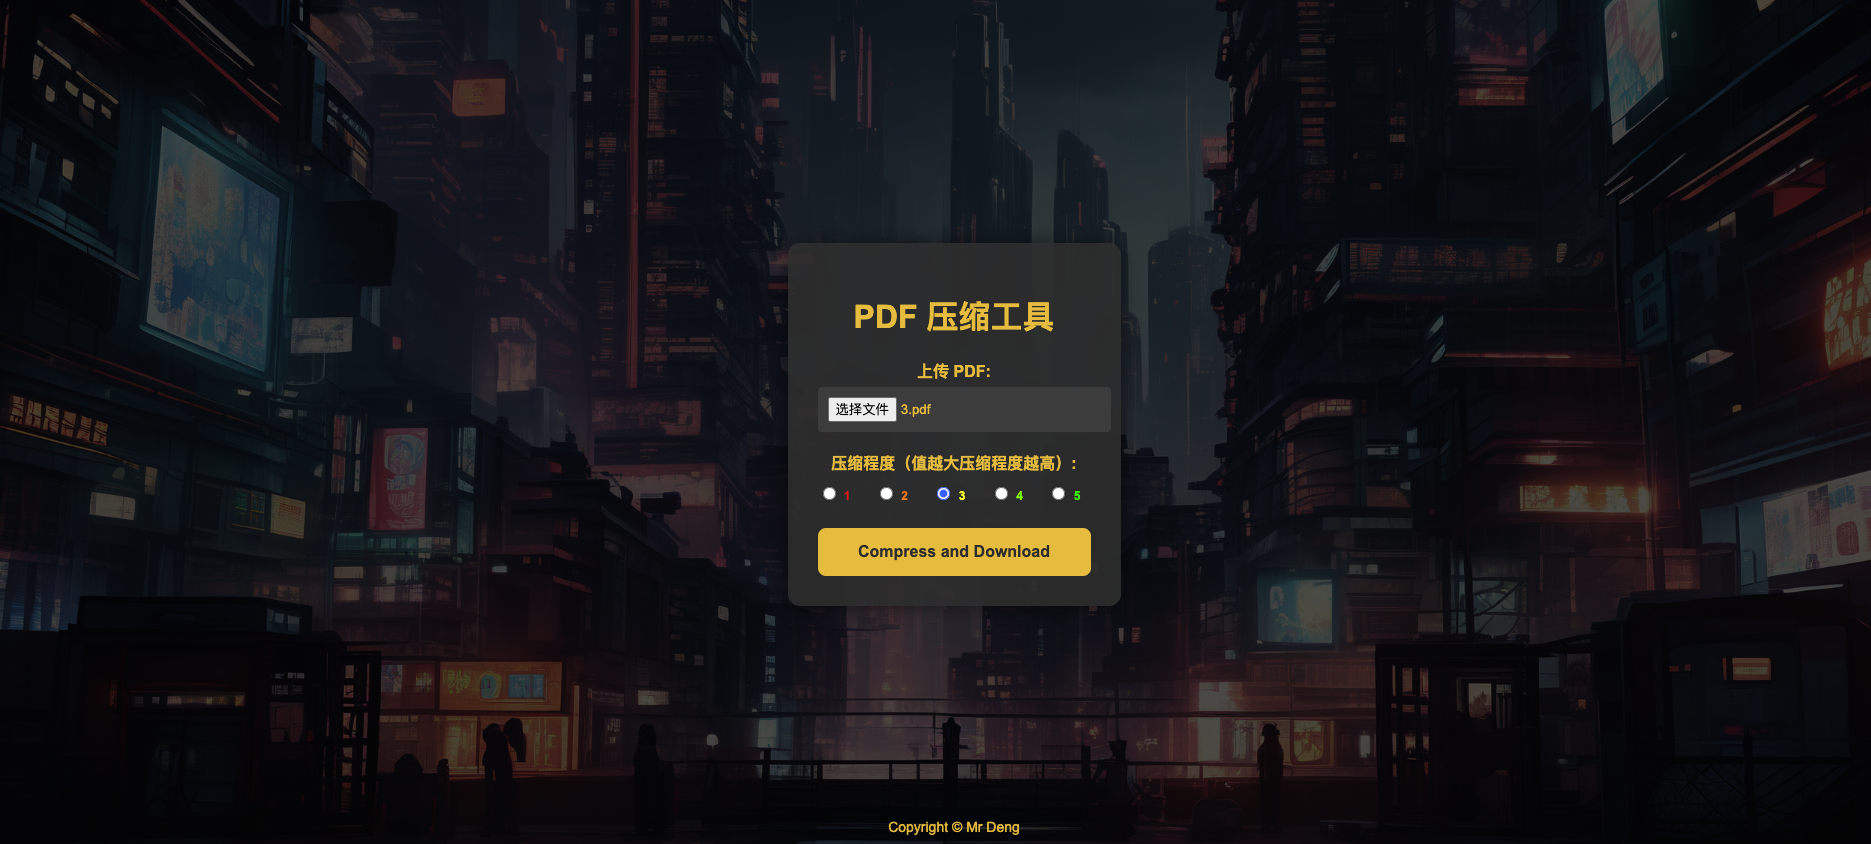 PDF 压缩工具
上传 PDF:
选择文件 3.pdf
压缩程度（值越大压缩程度越高）:
1 2 3 4 5
Compress and Download
Copyright © Mr Deng